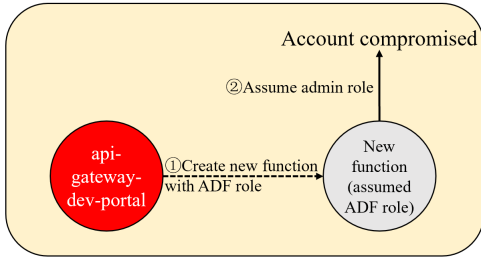 Account compromised
②Assume admin role
api-
gateway-
dev-portal
①Create new function
with ADF role
New
function
(assumed
ADF role)